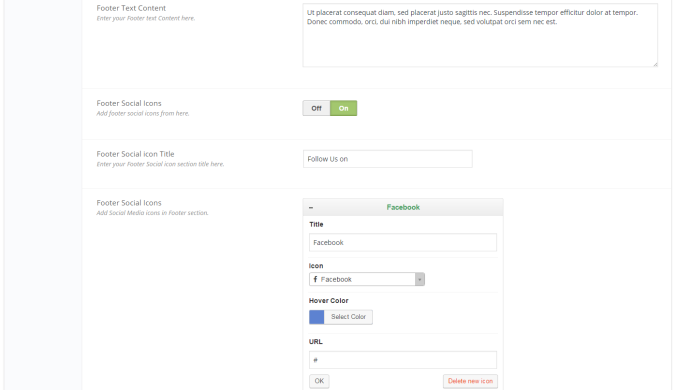 Footer Text Content
Enter your Footer text Content here.
Ut placerat consequat diam, sed placerat justo sagittis nec. Suspendisse tempor efficitur dolor at tempor.
Donec commodo, orci, dui nibh imperdiet neque, sed volutpat orci sem nec est.
Footer Social Icons
Add footer social icons from here.
Off On
Footer Social icon Title
Enter your Footer Social icon section title here.
Follow Us on
Footer Social Icons
Add Social Media icons in Footer section.
– Facebook
Title
Facebook
Icon
Facebook
Hover Color
Select Color
URL
#
OK Delete new icon